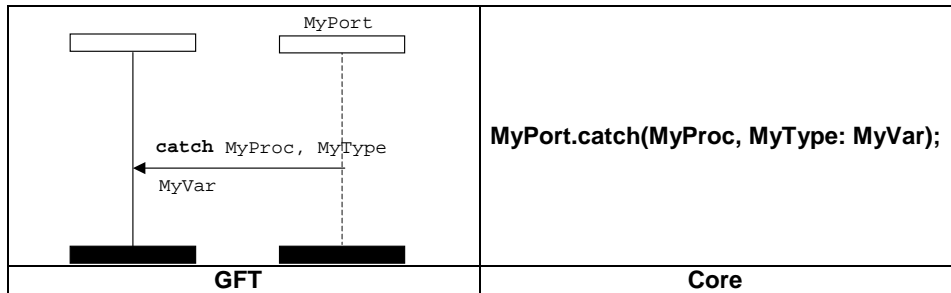 MyPort
catch MyProc, MyType
MyVar
MyPort.catch(MyProc, MyType: MyVar);
GFT
Core